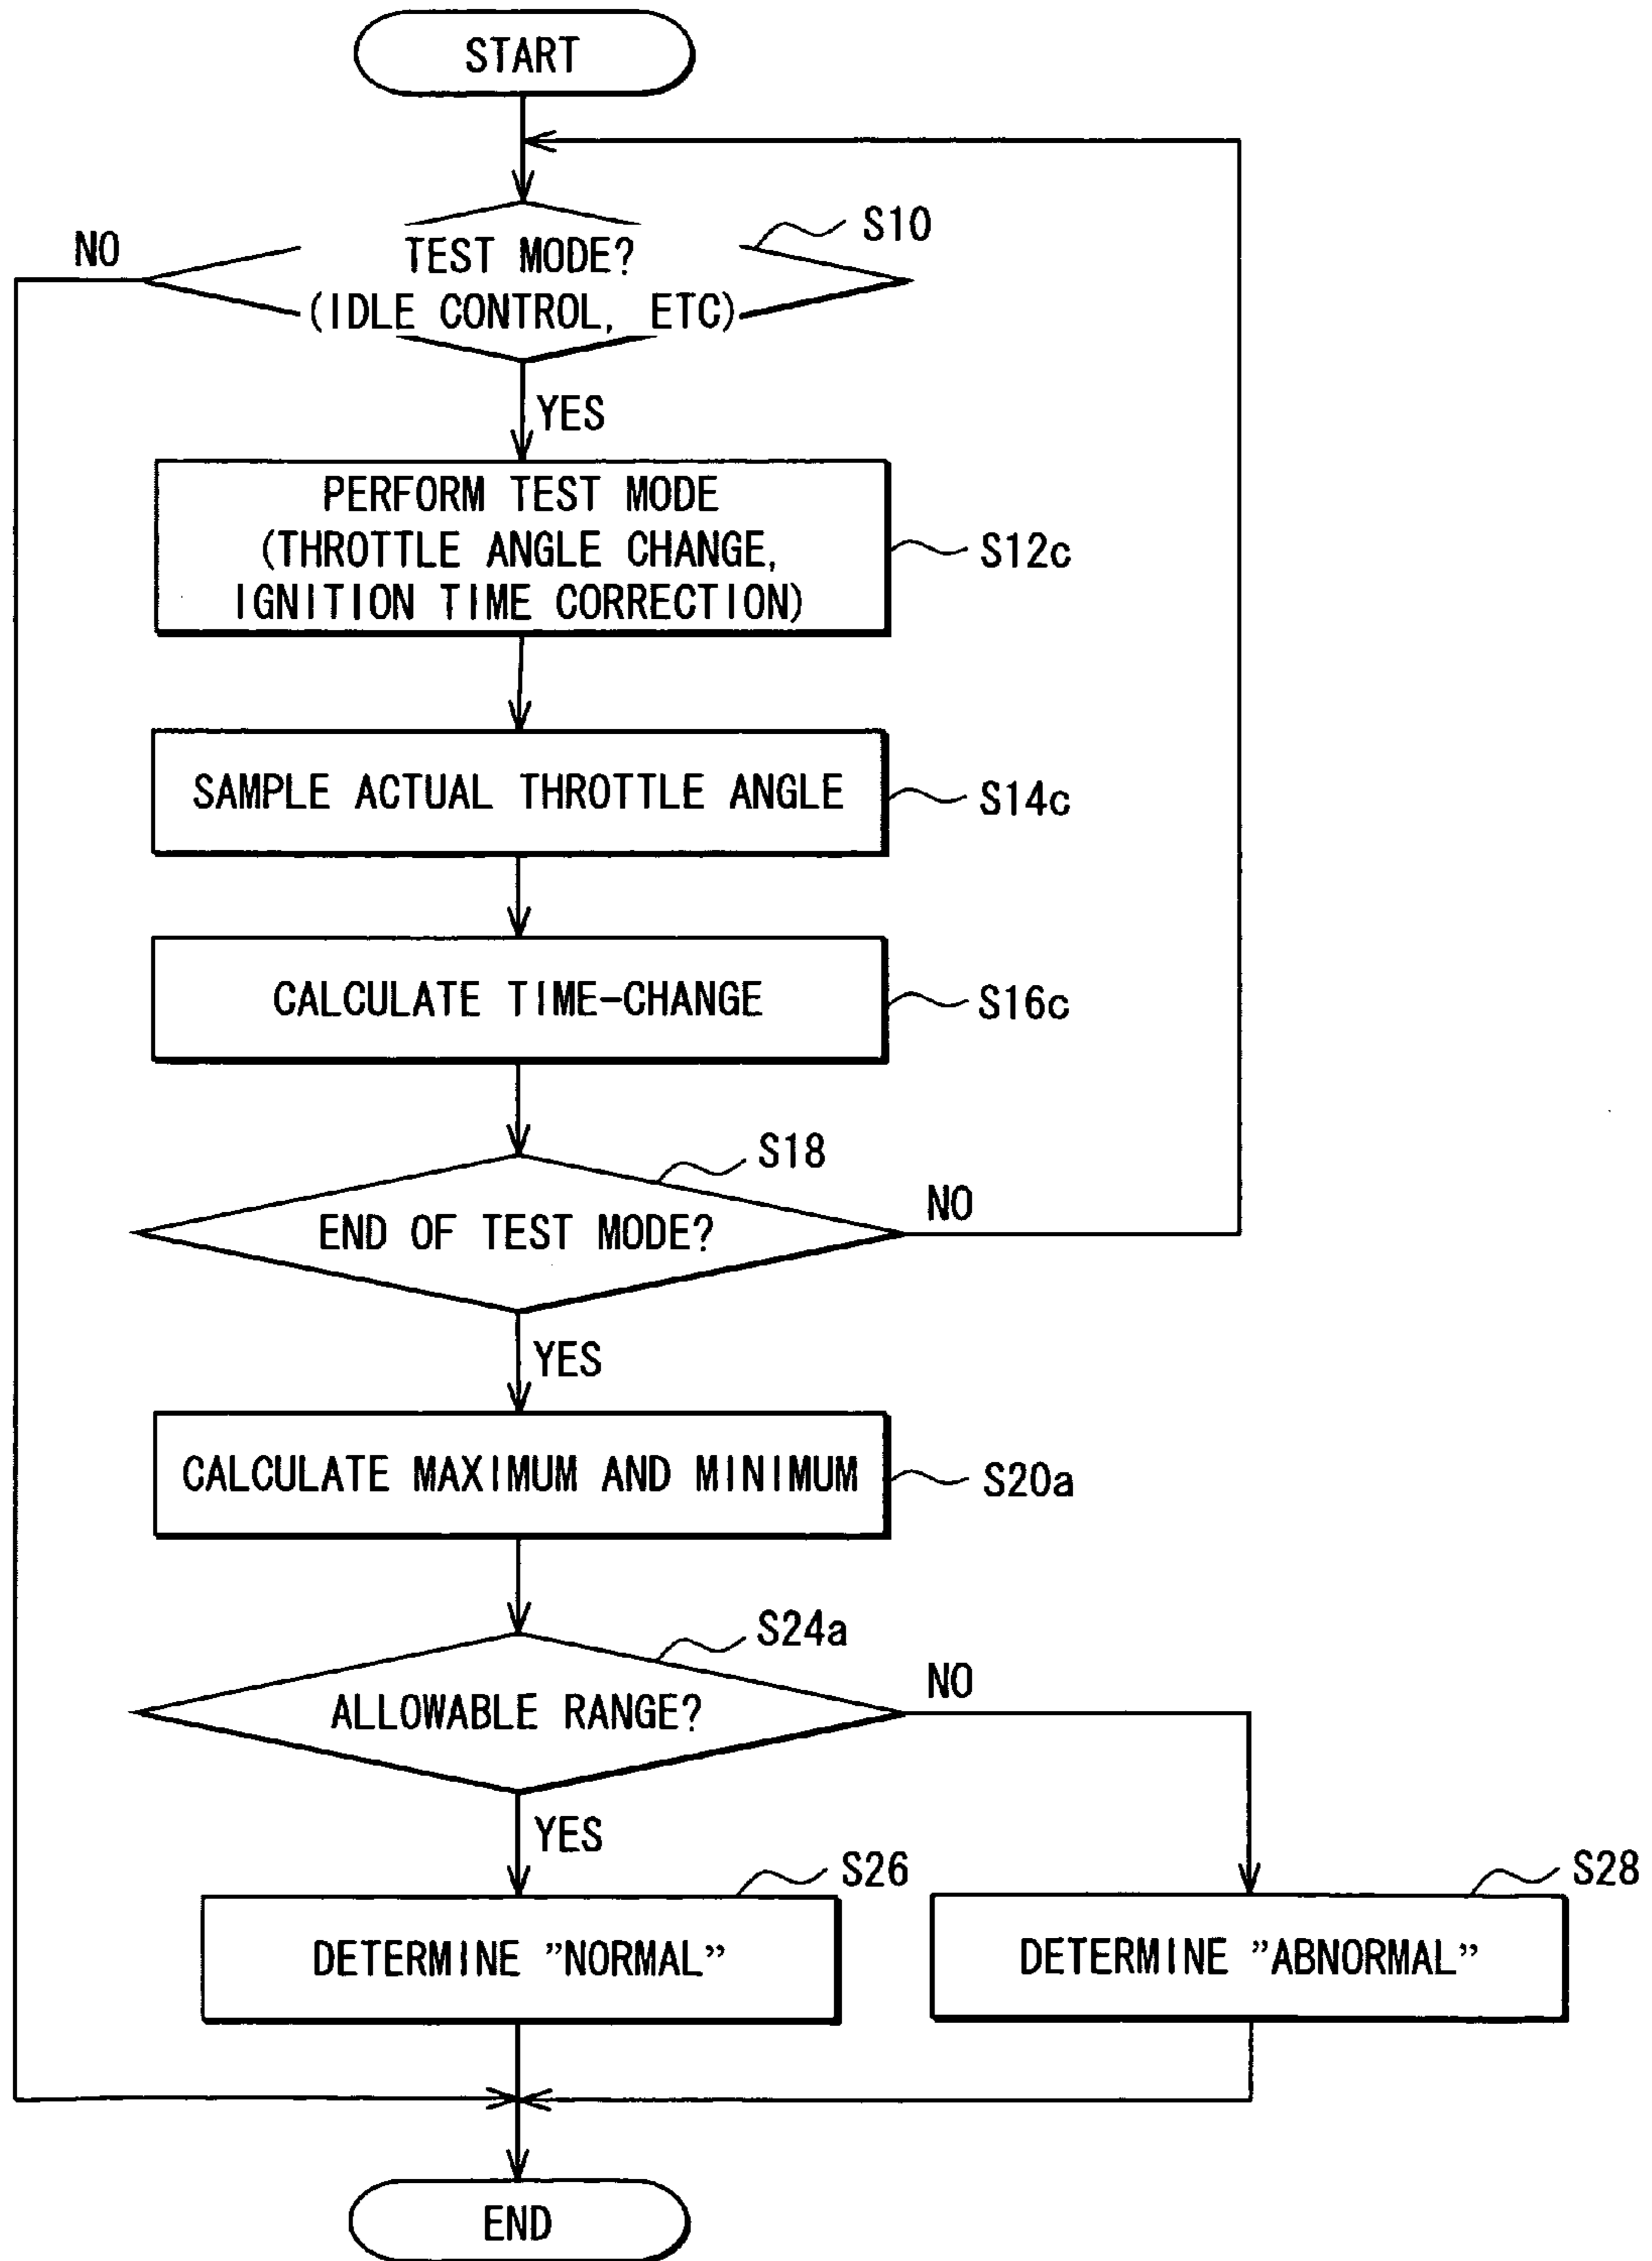 START
S10
NO
TEST MODE?
(IDLE CONTROL, ETC)
YES
PERFORM TEST MODE
(THROTTLE ANGLE CHANGE,
IGNITION TIME CORRECTION)
S12c
SAMPLE ACTUAL THROTTLE ANGLE
S14c
CALCULATE TIME-CHANGE
S16c
S18
END OF TEST MODE?
NO
YES
CALCULATE MAXIMUM AND MINIMUM
S20a
S24a
ALLOWABLE RANGE?
NO
YES
S26
DETERMINE ”NORMAL”
S28
DETERMINE ”ABNORMAL”
END